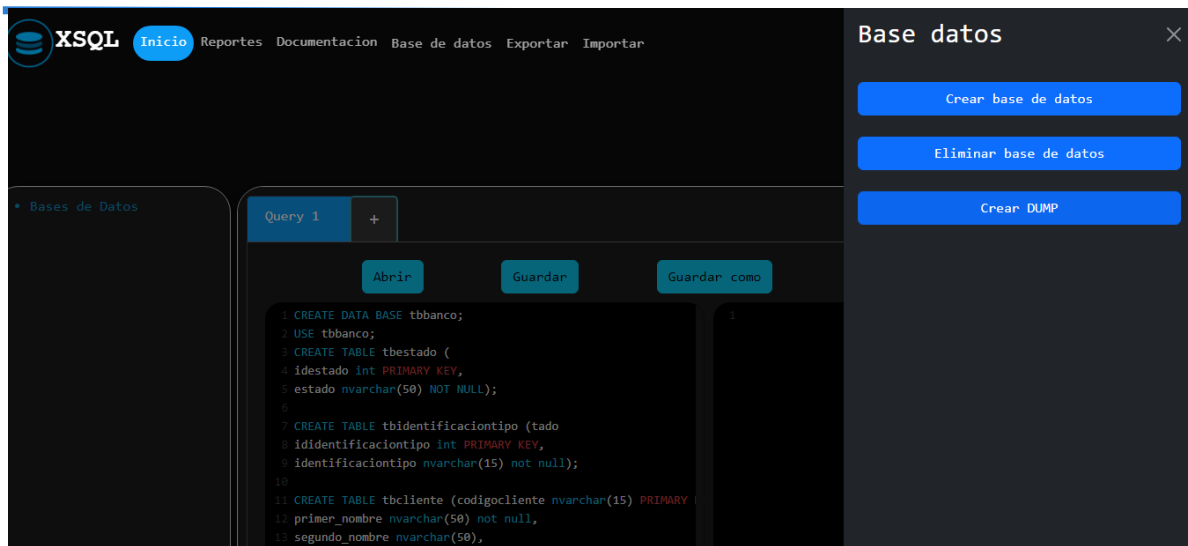 XSQL Inicio Reportes Documentacion Base de datos Exportar Importar
Base datos ×
Crear base de datos
Eliminar base de datos
Crear DUMP
• Bases de Datos
Query 1 +
Abrir Guardar Guardar como
1 CREATE DATA BASE tbbanco;
2 USE tbbanco;
3 CREATE TABLE tbestado (
4 idestado int PRIMARY KEY,
5 estado nvarchar(50) NOT NULL);
6
7 CREATE TABLE tbidentificaciontipo (tado
8 ididentificaciontipo int PRIMARY KEY,
9 identificaciontipo nvarchar(15) not null);
10
11 CREATE TABLE tbcliente (codigocliente nvarchar(15) PRIMARY
12 primer_nombre nvarchar(50) not null,
13 segundo_nombre nvarchar(50),
1